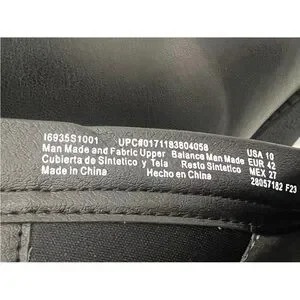 I6935S1001 UPC#0171183804058 USA 10
Man Made and Fabric Upper Balance Man Made EUR 42
Cubierta de Sintetico y Tela Resto Sintetico MEX 27
Made in China Hecho en China 28057182 F23